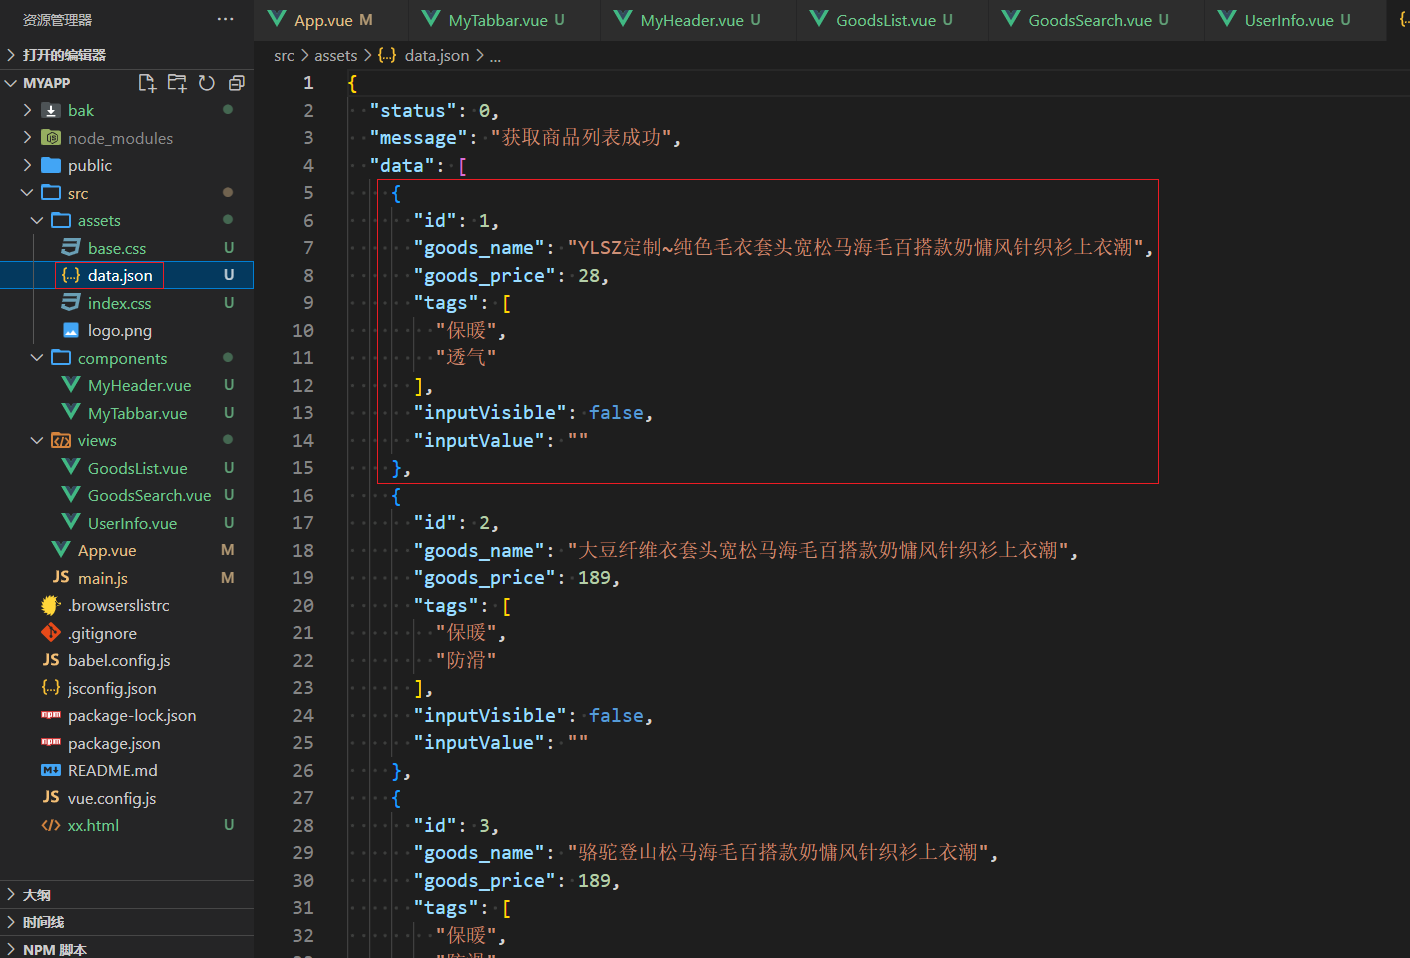 资源管理器
打开的编辑器
MYAPP
bak
node_modules
public
src
assets
base.css U
data.json U
index.css U
logo.png
components
MyHeader.vue U
MyTabbar.vue U
views
GoodsList.vue U
GoodsSearch.vue U
UserInfo.vue U
App.vue M
JS main.js M
.browserslistrc
.gitignore
JS babel.config.js
{..} jsconfig.json
npm package-lock.json
npm package.json
README.md
JS vue.config.js
xx.html U
大纲
时间线
NPM 脚本
App.vue M MyTabbar.vue U MyHeader.vue U GoodsList.vue U GoodsSearch.vue U UserInfo.vue U
src > assets > {..} data.json > ...
1 {
2 "status": 0,
3 "message": "获取商品列表成功",
4 "data": [
5 {
6 "id": 1,
7 "goods_name": "YLSZ定制~纯色毛衣套头宽松马海毛百搭款奶慵风针织衫上衣潮",
8 "goods_price": 28,
9 "tags": [
10 "保暖",
11 "透气"
12 ],
13 "inputVisible": false,
14 "inputValue": ""
15 },
16 {
17 "id": 2,
18 "goods_name": "大豆纤维衣套头宽松马海毛百搭款奶慵风针织衫上衣潮",
19 "goods_price": 189,
20 "tags": [
21 "保暖",
22 "防滑"
23 ],
24 "inputVisible": false,
25 "inputValue": ""
26 },
27 {
28 "id": 3,
29 "goods_name": "骆驼登山松马海毛百搭款奶慵风针织衫上衣潮",
30 "goods_price": 189,
31 "tags": [
32 "保暖",